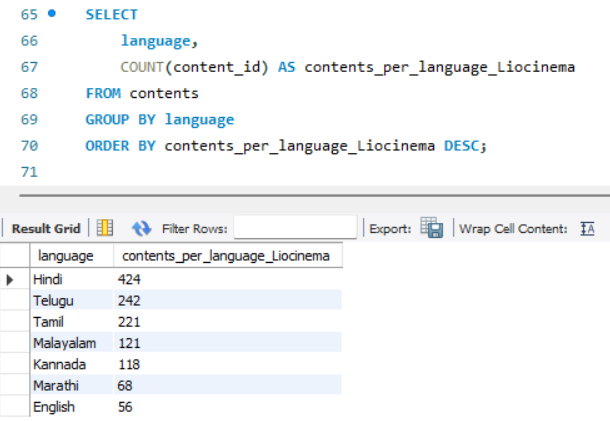 65 SELECT
66 language,
67 COUNT(content_id) AS contents_per_language_Liocinema
68 FROM contents
69 GROUP BY language
70 ORDER BY contents_per_language_Liocinema DESC;
71
Result Grid Filter Rows: Export: Wrap Cell Content: IA
language contents_per_language_Liocinema
Hindi 424
Telugu 242
Tamil 221
Malayalam 121
Kannada 118
Marathi 68
English 56